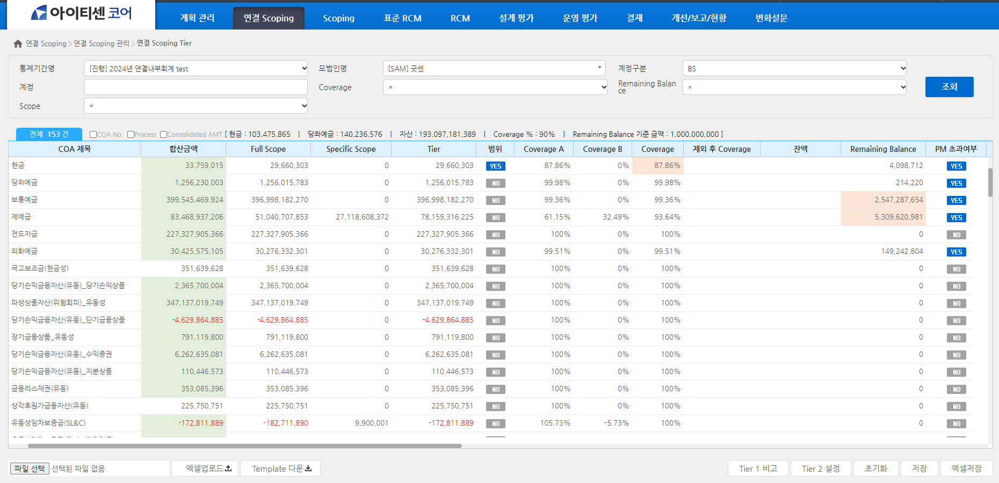 아이티센 코어
계획 관리 연결 Scoping Scoping 표준 RCM RCM 설계 평가 운영 평가 결재 개선/보고/현황 변화설문
연결 Scoping > 연결 Scoping 관리 > 연결 Scoping Tier
통제기간명 [진행] 2024년 연결내부회계 test 모법인명 [SAM] 굿센 계정구분 BS
계정 Coverage * Remaining Balance * 조회
Scope *
전체 153 건 COA No. Process Consolidated AMT [ 현금 : 103,475,865 | 당좌예금 : 140,236,576 | 자산 : 193,097,181,389 | Coverage % : 90% | Remaining Balance 기준 금액 : 1,000,000,000 ]
COA 제목 합산금액 Full Scope Specific Scope Tier 범위 Coverage A Coverage B Coverage 제외 후 Coverage 잔액 Remaining Balance PM 초과여부
현금 33,759,015 29,660,303 0 29,660,303 YES 87.86% 0% 87.86% 4,098,712 YES
당좌예금 1,256,230,003 1,256,015,783 0 1,256,015,783 NO 99.98% 0% 99.98% 214,220 YES
보통예금 399,545,469,924 396,998,182,270 0 396,998,182,270 NO 99.36% 0% 99.36% 2,547,287,654 YES
제예금 83,468,937,206 51,040,707,853 27,118,608,372 78,159,316,225 NO 61.15% 32.49% 93.64% 5,309,620,981 YES
전도자금 227,327,905,366 227,327,905,366 0 227,327,905,366 NO 100% 0% 100% 0 NO
외화예금 30,425,575,105 30,276,332,301 0 30,276,332,301 NO 99.51% 0% 99.51% 149,242,804 YES
국고보조금(현금성) 351,639,628 351,639,628 0 351,639,628 NO 100% 0% 100% 0 NO
당기손익금융자산(유동)_당기손익상품 2,365,700,004 2,365,700,004 0 2,365,700,004 NO 100% 0% 100% 0 NO
파생상품자산(위험회피)_유동성 347,137,019,749 347,137,019,749 0 347,137,019,749 NO 100% 0% 100% 0 NO
당기손익금융자산(유동)_단기금융상품 -4,629,864,885 -4,629,864,885 0 -4,629,864,885 NO 100% 0% 100% 0 NO
장기금융상품_유동성 791,119,800 791,119,800 0 791,119,800 NO 100% 0% 100% 0 NO
당기손익금융자산(유동)_수익증권 6,262,635,081 6,262,635,081 0 6,262,635,081 NO 100% 0% 100% 0 NO
당기손익금융자산(유동)_지분상품 110,446,573 110,446,573 0 110,446,573 NO 100% 0% 100% 0 NO
금융리스채권(유동) 353,085,396 353,085,396 0 353,085,396 NO 100% 0% 100% 0 NO
상각후원가금융자산(유동) 225,750,751 225,750,751 0 225,750,751 NO 100% 0% 100% 0 NO
유동성임차보증금(SL&C) -172,811,889 -182,711,890 9,900,001 -172,811,889 NO 105.73% -5.73% 100% 0 NO
파일 선택 선택된 파일 없음 엑셀업로드 Template 다운 Tier 1 비고 Tier 2 설정 초기화 저장 엑셀저장